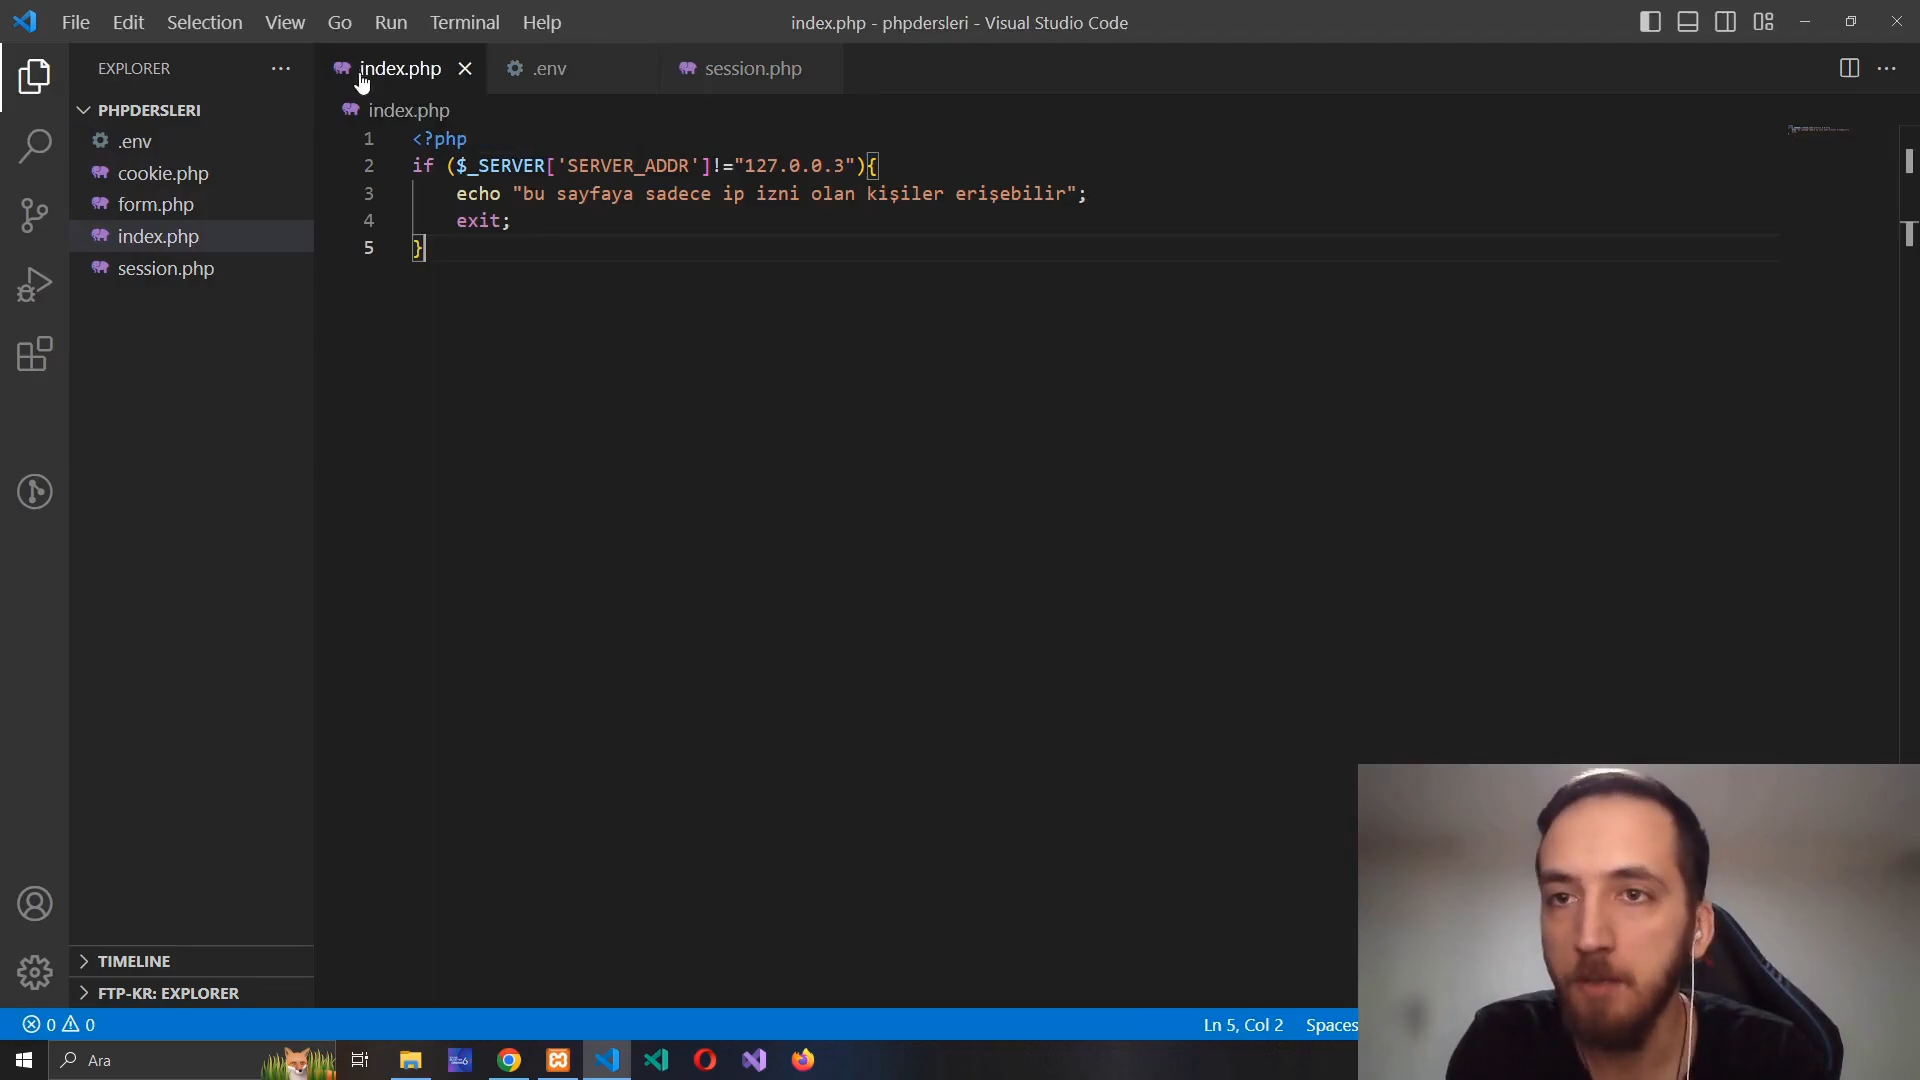 File Edit Selection View Go Run Terminal Help
index.php - phpdersleri - Visual Studio Code
EXPLORER
PHPDERSLERI
.env
cookie.php
form.php
index.php
session.php
TIMELINE
FTP-KR: EXPLORER
index.php
.env
session.php
index.php
1 <?php
2 if ($_SERVER['SERVER_ADDR']!="127.0.0.3"){
3 echo "bu sayfaya sadece ip izni olan kişiler erişebilir";
4 exit;
5 }
0 0
Ln 5, Col 2
Spaces
Ara